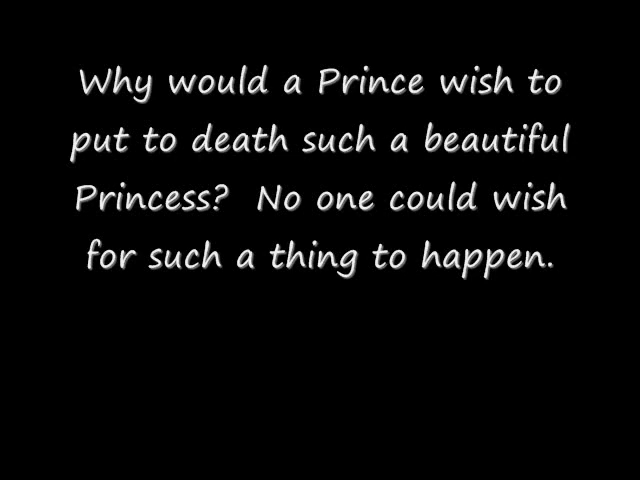 Why would a Prince wish to
put to death such a beautiful
Princess?  No one could wish
for such a thing to happen.